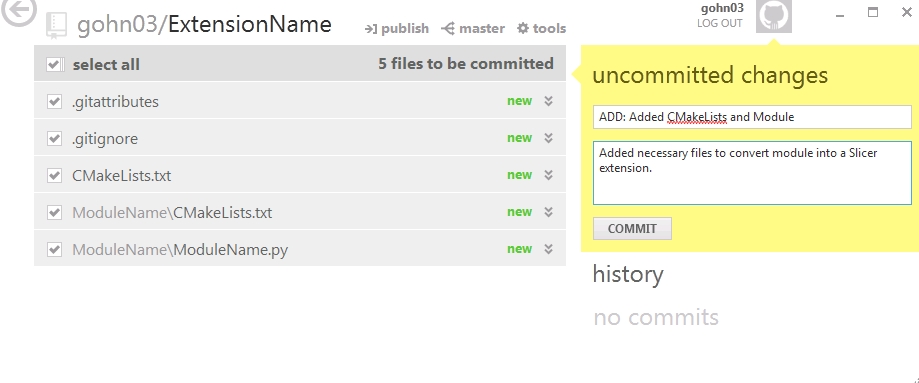 gohn03/ExtensionName
publish
master
tools
gohn03
LOG OUT
select all
5 files to be committed
.gitattributes
new
.gitignore
new
CMakeLists.txt
new
ModuleName\CMakeLists.txt
new
ModuleName\ModuleName.py
new
uncommitted changes
ADD: Added CMakeLists and Module
Added necessary files to convert module into a Slicer
extension.
COMMIT
history
no commits